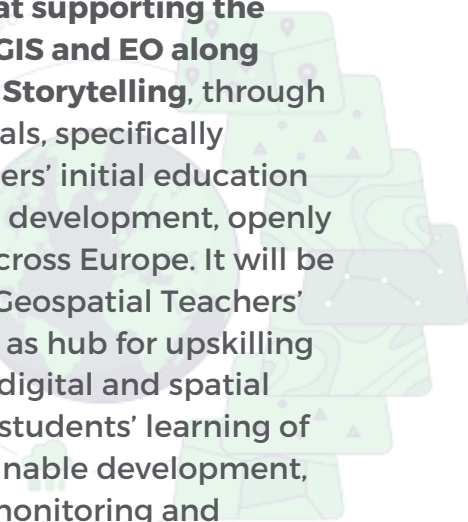 at supporting the
GIS and EO along
Storytelling, through
als, specifically
ers' initial education
development, openly
cross Europe. It will be
Geospatial Teachers'
as hub for upskilling
digital and spatial
students' learning of
nable development,
monitoring and